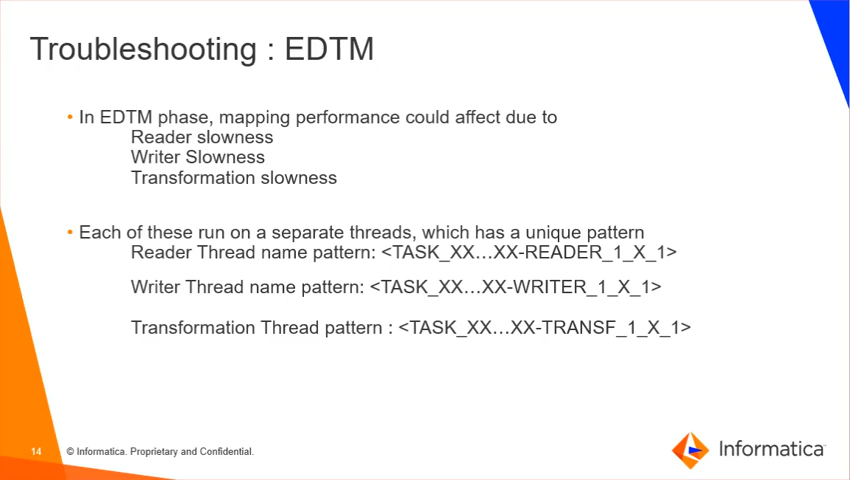 Troubleshooting : EDTM
• In EDTM phase, mapping performance could affect due to
Reader slowness
Writer Slowness
Transformation slowness
• Each of these run on a separate threads, which has a unique pattern
Reader Thread name pattern: <TASK_XX…XX-READER_1_X_1>
Writer Thread name pattern: <TASK_XX…XX-WRITER_1_X_1>
Transformation Thread pattern : <TASK_XX…XX-TRANSF_1_X_1>
14 © Informatica. Proprietary and Confidential.
Informatica